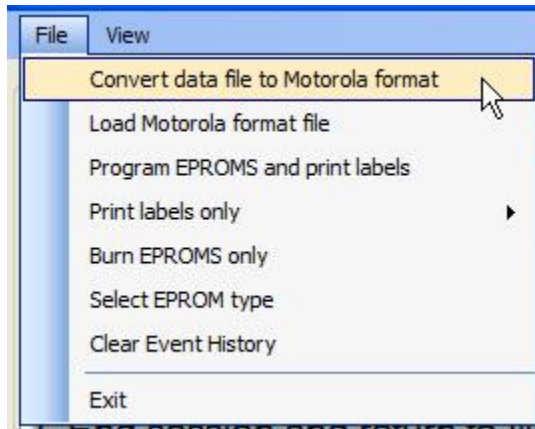 File View
Convert data file to Motorola format
Load Motorola format file
Program EPROMS and print labels
Print labels only
Burn EPROMS only
Select EPROM type
Clear Event History
Exit